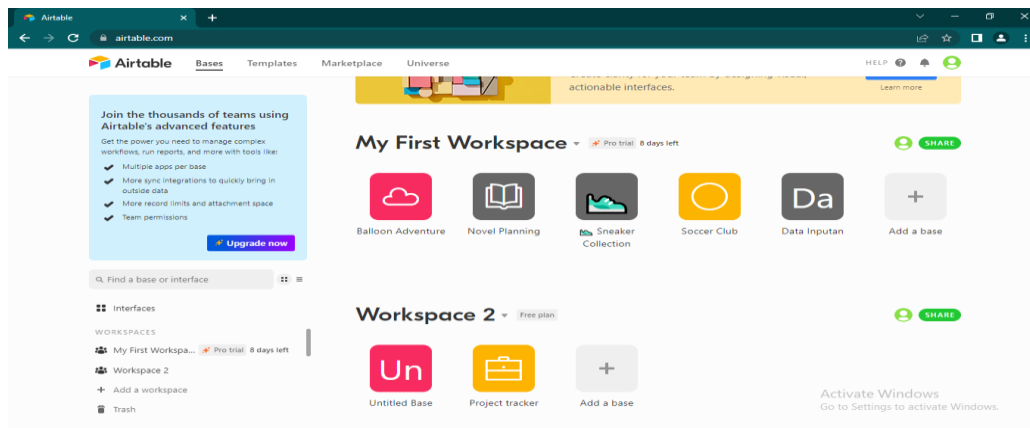 Airtable
airtable.com
Airtable Bases Templates Marketplace Universe HELP
actionable interfaces.
Learn more
Join the thousands of teams using
Airtable's advanced features
Get the power you need to manage complex
workflows, run reports, and more with tools like:
Multiple apps per base
More sync integrations to quickly bring in
outside data
More record limits and attachment space
Team permissions
Upgrade now
Find a base or interface
Interfaces
WORKSPACES
My First Workspa... Pro trial 8 days left
Workspace 2
Add a workspace
Trash
My First Workspace Pro trial 8 days left SHARE
Da
Balloon Adventure Novel Planning Sneaker Soccer Club Data Inputan Add a base
Collection
Workspace 2 Free plan SHARE
Un
Untitled Base Project tracker Add a base
Activate Windows
Go to Settings to activate Windows.